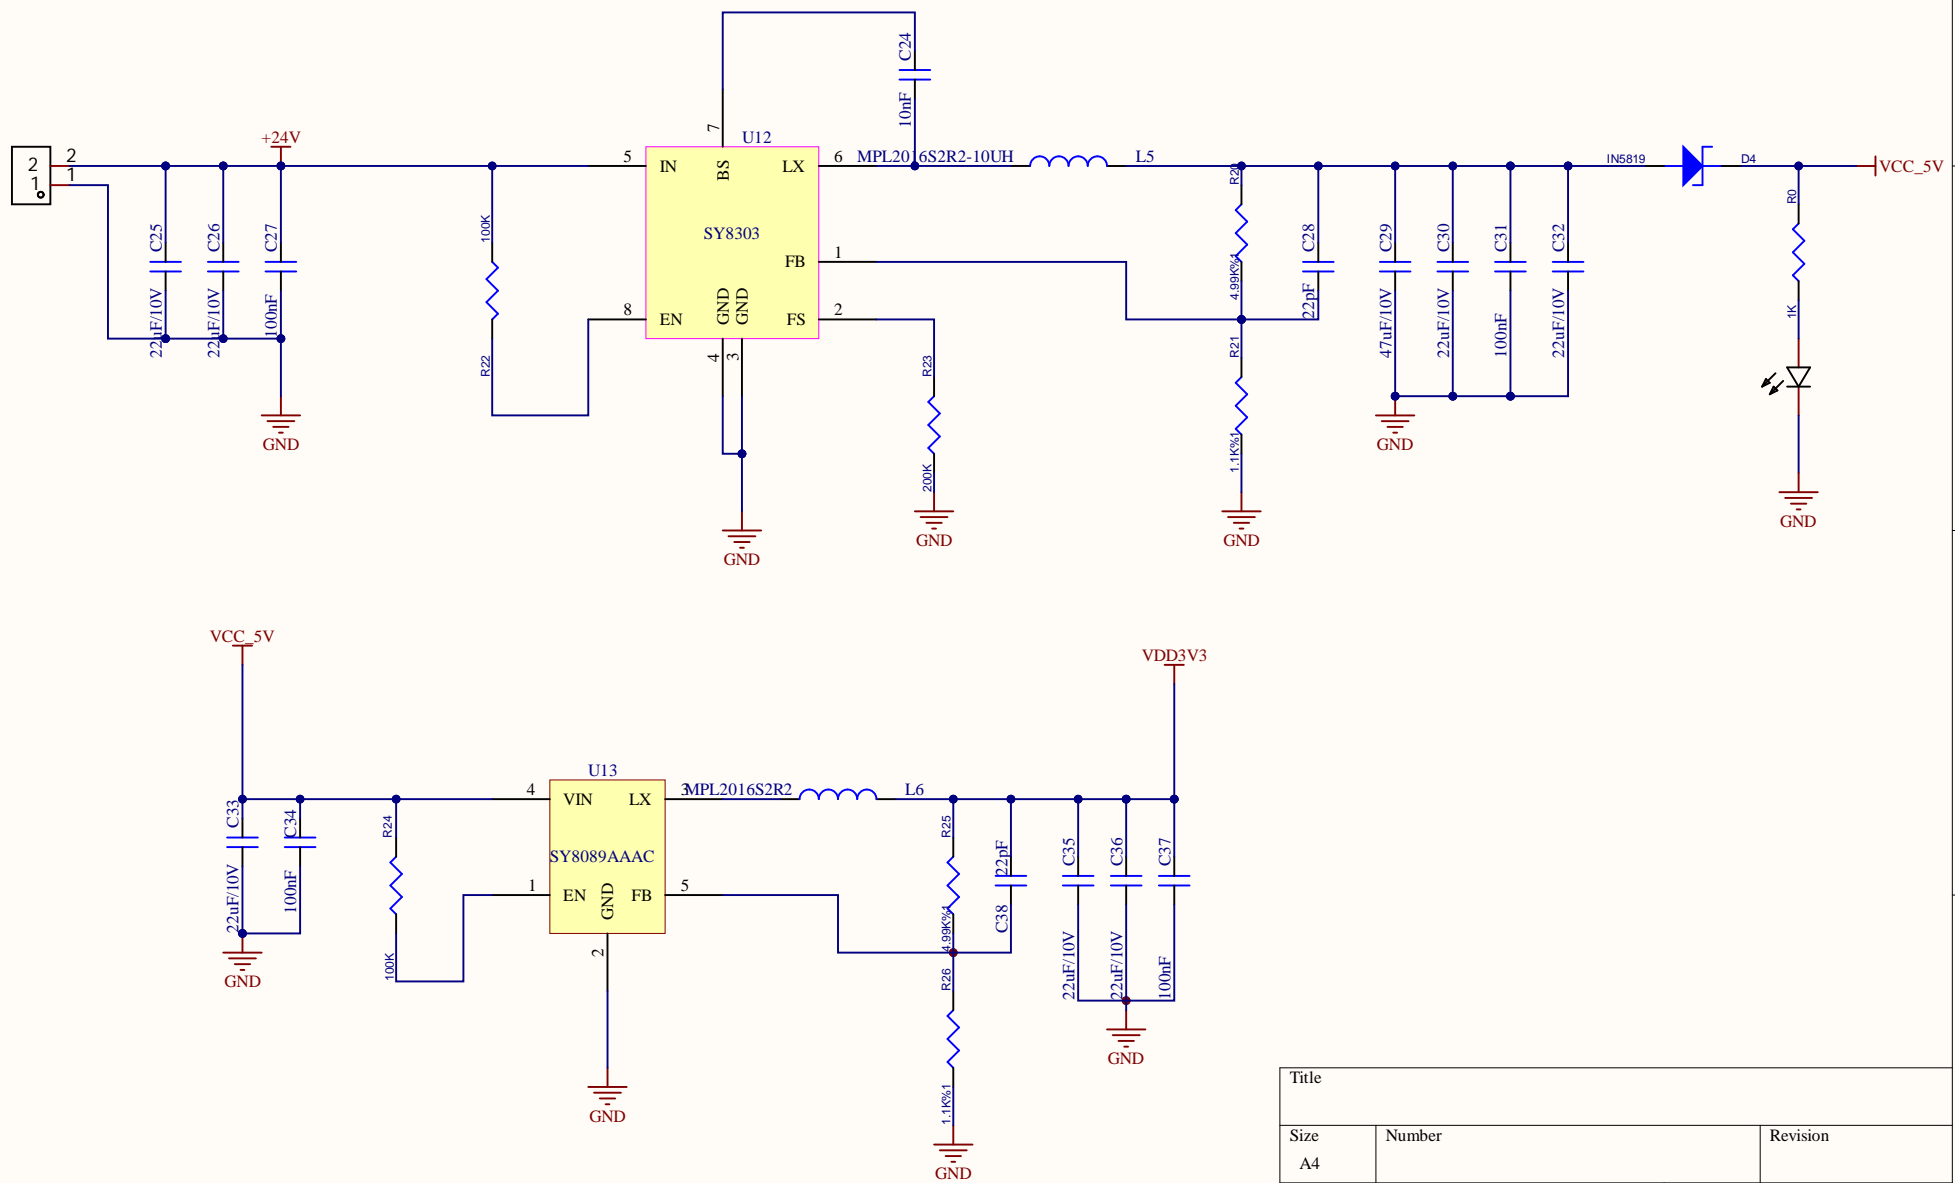 C24
10nF
7
U12
+24V
2
1
2
1
5
IN
BS
LX
6
MPL2016S2R2-10UH
L5
R20
IN5819
D4
VCC_5V
C25
22uF/10V
C26
22uF/10V
C27
100nF
100K
R22
SY8303
FB
1
8
EN
GND
GND
FS
2
4
3
R23
200K
4.99K%1
C28
22pF
R21
1.1K%1
C29
47uF/10V
C30
22uF/10V
C31
100nF
C32
22uF/10V
R0
1K
GND
GND
GND
GND
GND
GND
VCC_5V
VDD3V3
U13
4
VIN
LX
3
MPL2016S2R2
L6
C33
22uF/10V
C34
100nF
R24
100K
SY8089AAAC
1
EN
GND
FB
5
2
R25
4.99K%1
22pF
C38
C35
22uF/10V
C36
22uF/10V
C37
100nF
R26
1.1K%1
GND
GND
GND
GND
Title
Size
Number
Revision
A4